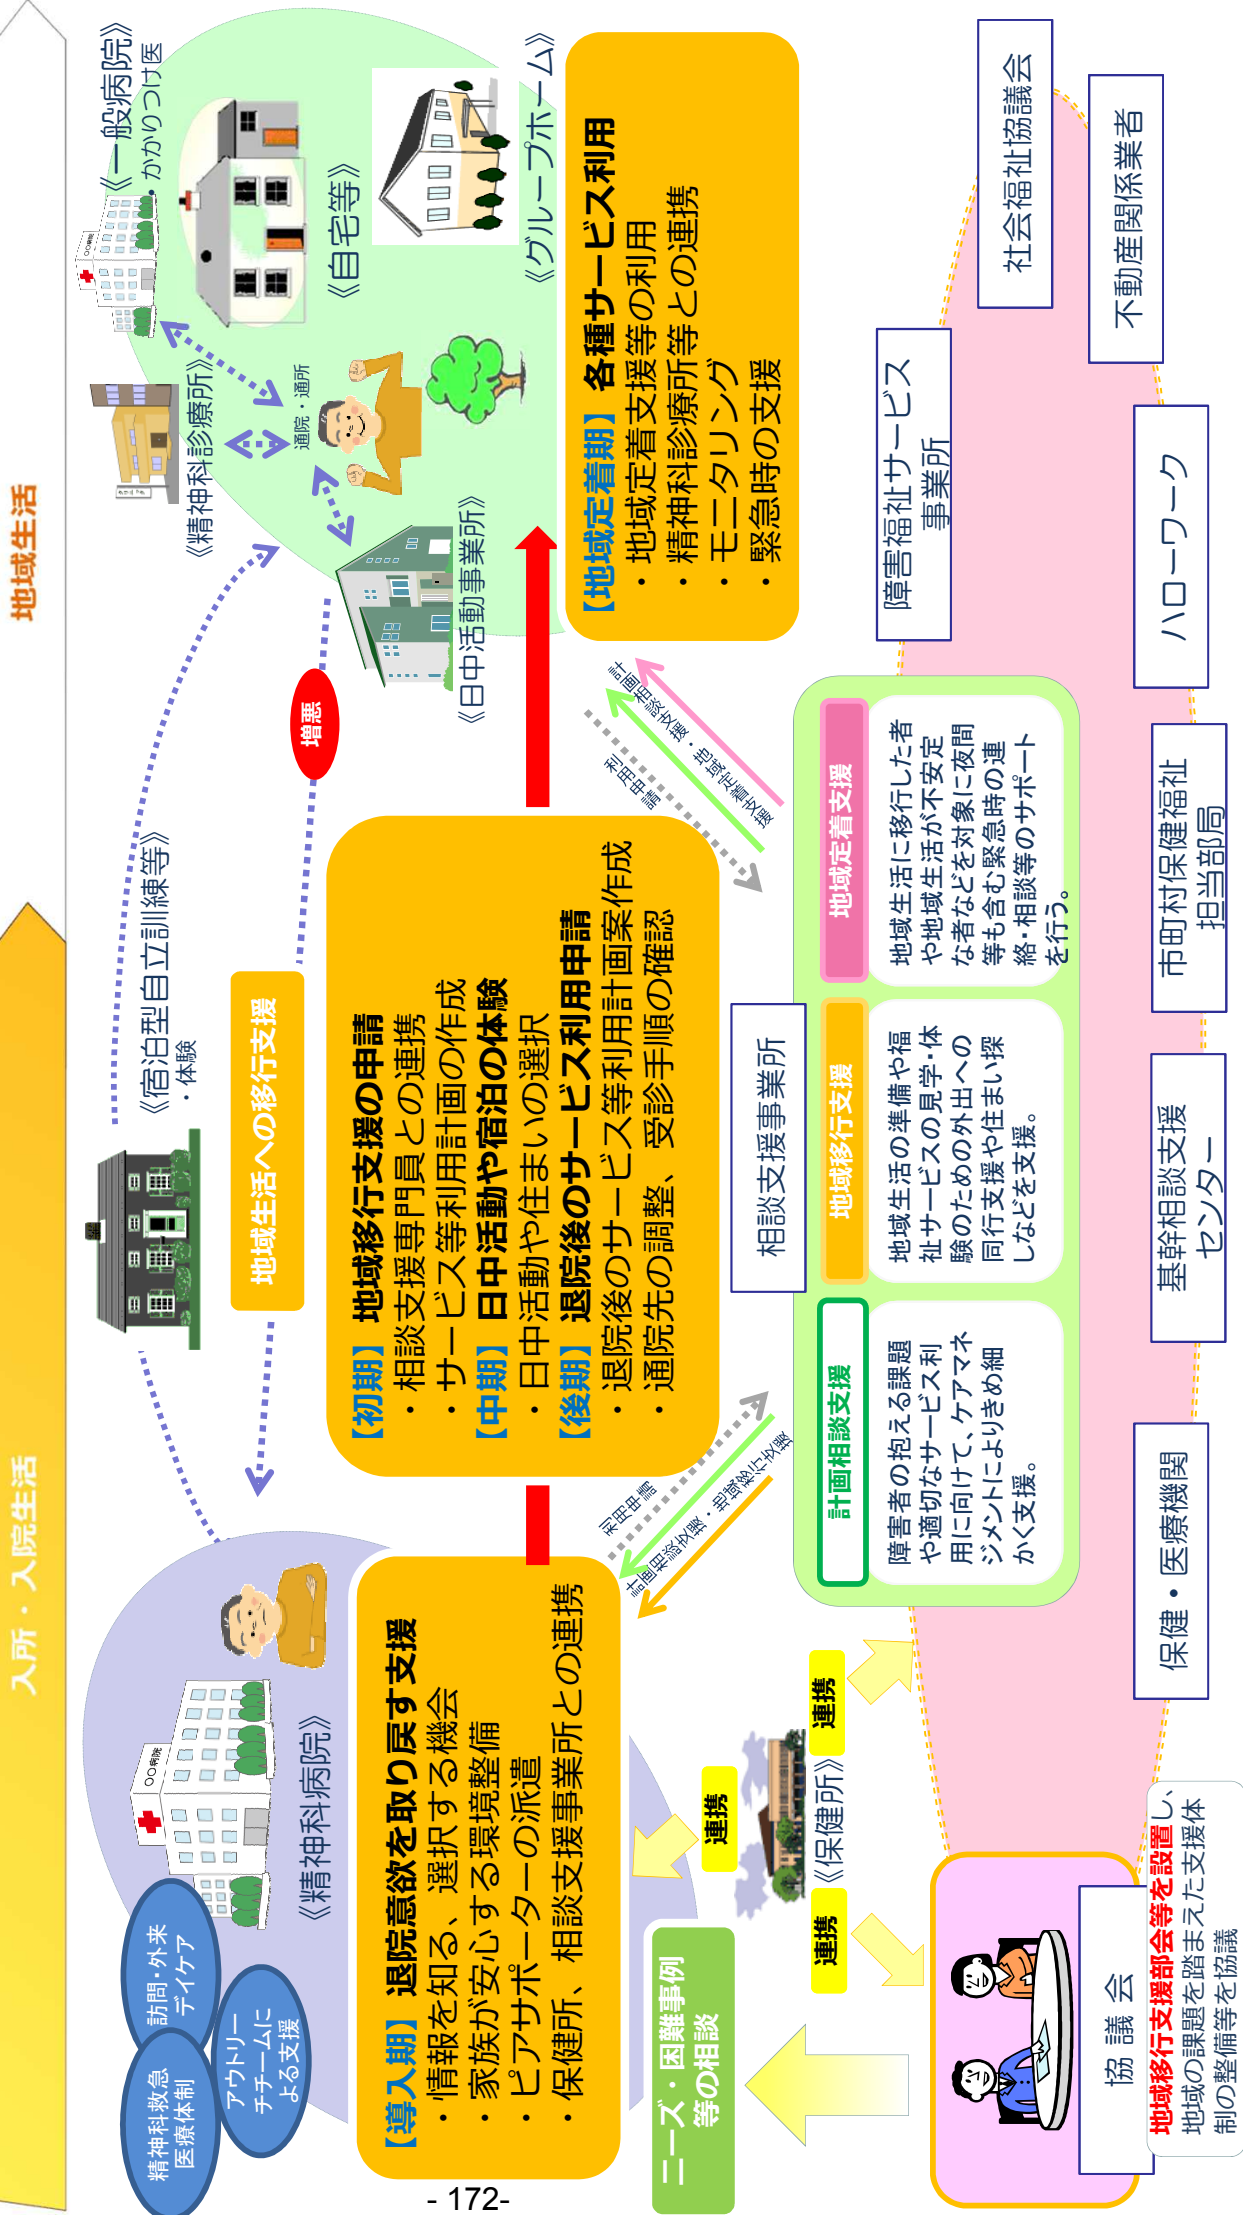 入所・入院生活
地域生活
精神科救急
医療体制
訪問・外来
デイケア
アウトリー
チチームに
よる支援
○○病院
《精神科病院》
《宿泊型自立訓練等》
・体験
地域生活への移行支援
増悪
《精神科診療所》
○○病院
《一般病院》
・かかりつけ医
通院・通所
《自宅等》
《日中活動事業所》
《グループホーム》
【導入期】退院意欲を取り戻す支援
・情報を知る、選択する機会
・家族が安心する環境整備
・ピアサポーターの派遣
・保健所、相談支援事業所との連携
【初期】地域移行支援の申請
・相談支援専門員との連携
・サービス等利用計画の作成
【中期】日中活動や宿泊の体験
・日中活動や住まいの選択
【後期】退院後のサービス利用申請
・退院後のサービス等利用計画案作成
・通院先の調整、受診手順の確認
【地域定着期】各種サービス利用
・地域定着支援等の利用
・精神科診療所等との連携
・モニタリング
・緊急時の支援
利用申請
計画相談支援・地域移行支援
利用申請
計画相談支援・地域定着支援
ニーズ・困難事例
等の相談
連携
連携
連携
《保健所》
相談支援事業所
計画相談支援
障害者の抱える課題
や適切なサービス利
用に向けて、ケアマネ
ジメントによりきめ細
かく支援。
地域移行支援
地域生活の準備や福
祉サービスの見学・体
験のための外出への
同行支援や住まい探
しなどを支援。
地域定着支援
地域生活に移行した者
や地域生活が不安定
な者などを対象に夜間
等も含む緊急時の連
絡・相談等のサポート
を行う。
障害福祉サービス
事業所
社会福祉協議会
不動産関係業者
ハローワーク
市町村保健福祉
担当部局
基幹相談支援
センター
保健・医療機関
協議会
地域移行支援部会等を設置し、
地域の課題を踏まえた支援体
制の整備等を協議
- 172-